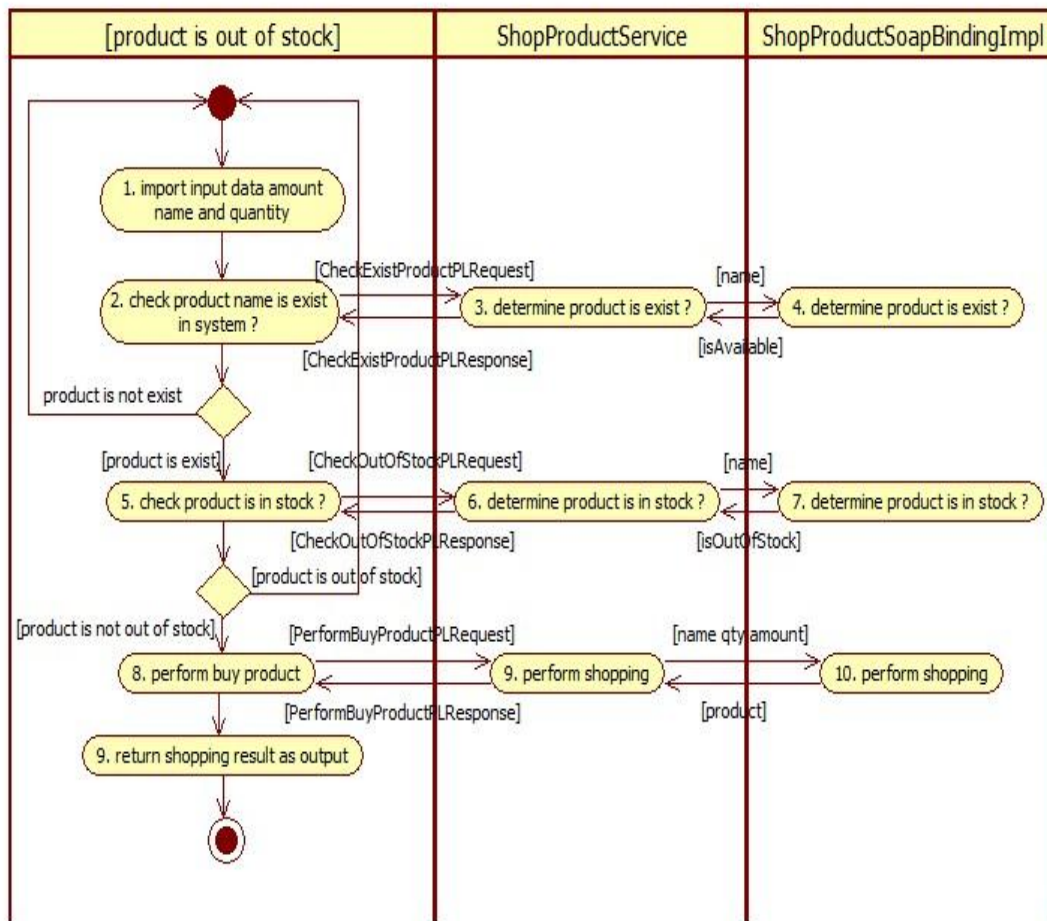 [product is out of stock]
ShopProductService
ShopProductSoapBindingImpl
1. import input data amount
name and quantity
[CheckExistProductPLRequest]
[name]
2. check product name is exist
in system ?
3. determine product is exist ?
4. determine product is exist ?
[CheckExistProductPLResponse]
[isAvailable]
product is not exist
[product is exist]
[CheckOutOfStockPLRequest]
[name]
5. check product is in stock ?
6. determine product is in stock ?
7. determine product is in stock ?
[CheckOutOfStockPLResponse]
[isOutOfStock]
[product is out of stock]
[product is not out of stock]
[PerformBuyProductPLRequest]
[name qty amount]
8. perform buy product
9. perform shopping
10. perform shopping
[PerformBuyProductPLResponse]
[product]
9. return shopping result as output